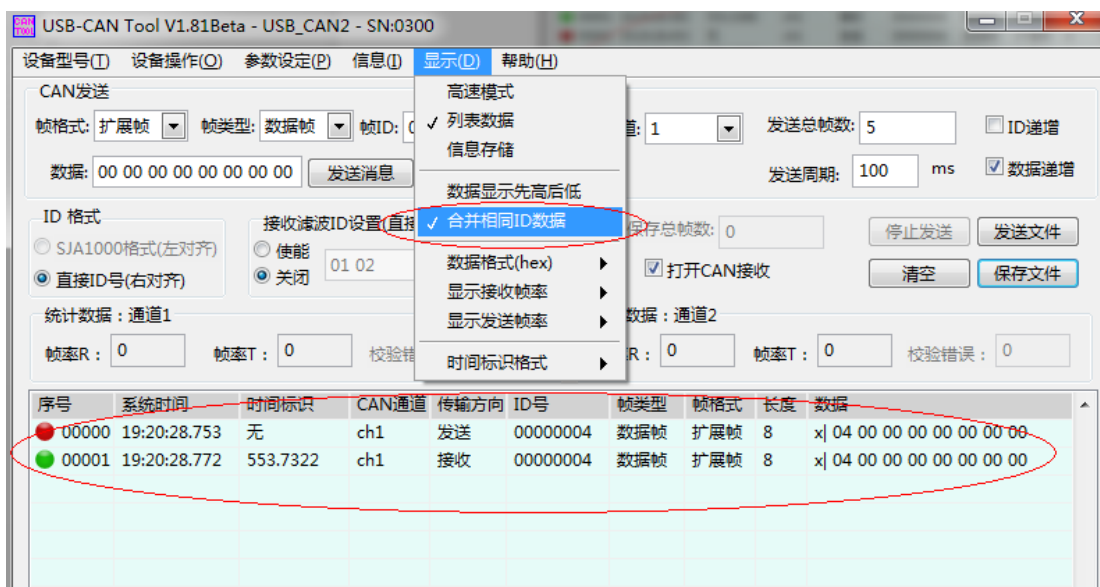 USB-CAN Tool V1.81Beta - USB_CAN2 - SN:0300
设备型号(T) 设备操作(O) 参数设定(P) 信息(I) 显示(D) 帮助(H)
CAN发送
高速模式
帧格式: 扩展帧 帧类型: 数据帧 帧ID: 列表数据 1 发送总帧数: 5 ID递增
信息存储
数据: 00 00 00 00 00 00 00 00 发送消息 发送周期: 100 ms 数据递增
数据显示先高后低
ID 格式 接收滤波ID设置(直接 合并相同ID数据 保存总帧数: 0 停止发送 发送文件
SJA1000格式(左对齐) 使能
直接ID号(右对齐) 关闭 01 02 数据格式(hex) 打开CAN接收 清空 保存文件
显示接收帧率
统计数据：通道1 显示发送帧率 数据：通道2
帧率R： 0 帧率T： 0 校验错 时间标识格式 R： 0 帧率T： 0 校验错误： 0
序号 系统时间 时间标识 CAN通道 传输方向 ID号 帧类型 帧格式 长度 数据
00000 19:20:28.753 无 ch1 发送 00000004 数据帧 扩展帧 8 x| 04 00 00 00 00 00 00 00
00001 19:20:28.772 553.7322 ch1 接收 00000004 数据帧 扩展帧 8 x| 04 00 00 00 00 00 00 00